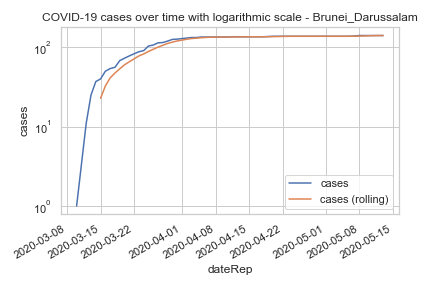 COVID-19 cases over time with logarithmic scale - Brunei_Darussalam
cases
10²
10¹
10⁰
cases
cases (rolling)
2020-03-08
2020-03-15
2020-03-22
2020-04-01
2020-04-08
2020-04-15
2020-04-22
2020-05-01
2020-05-08
2020-05-15
dateRep